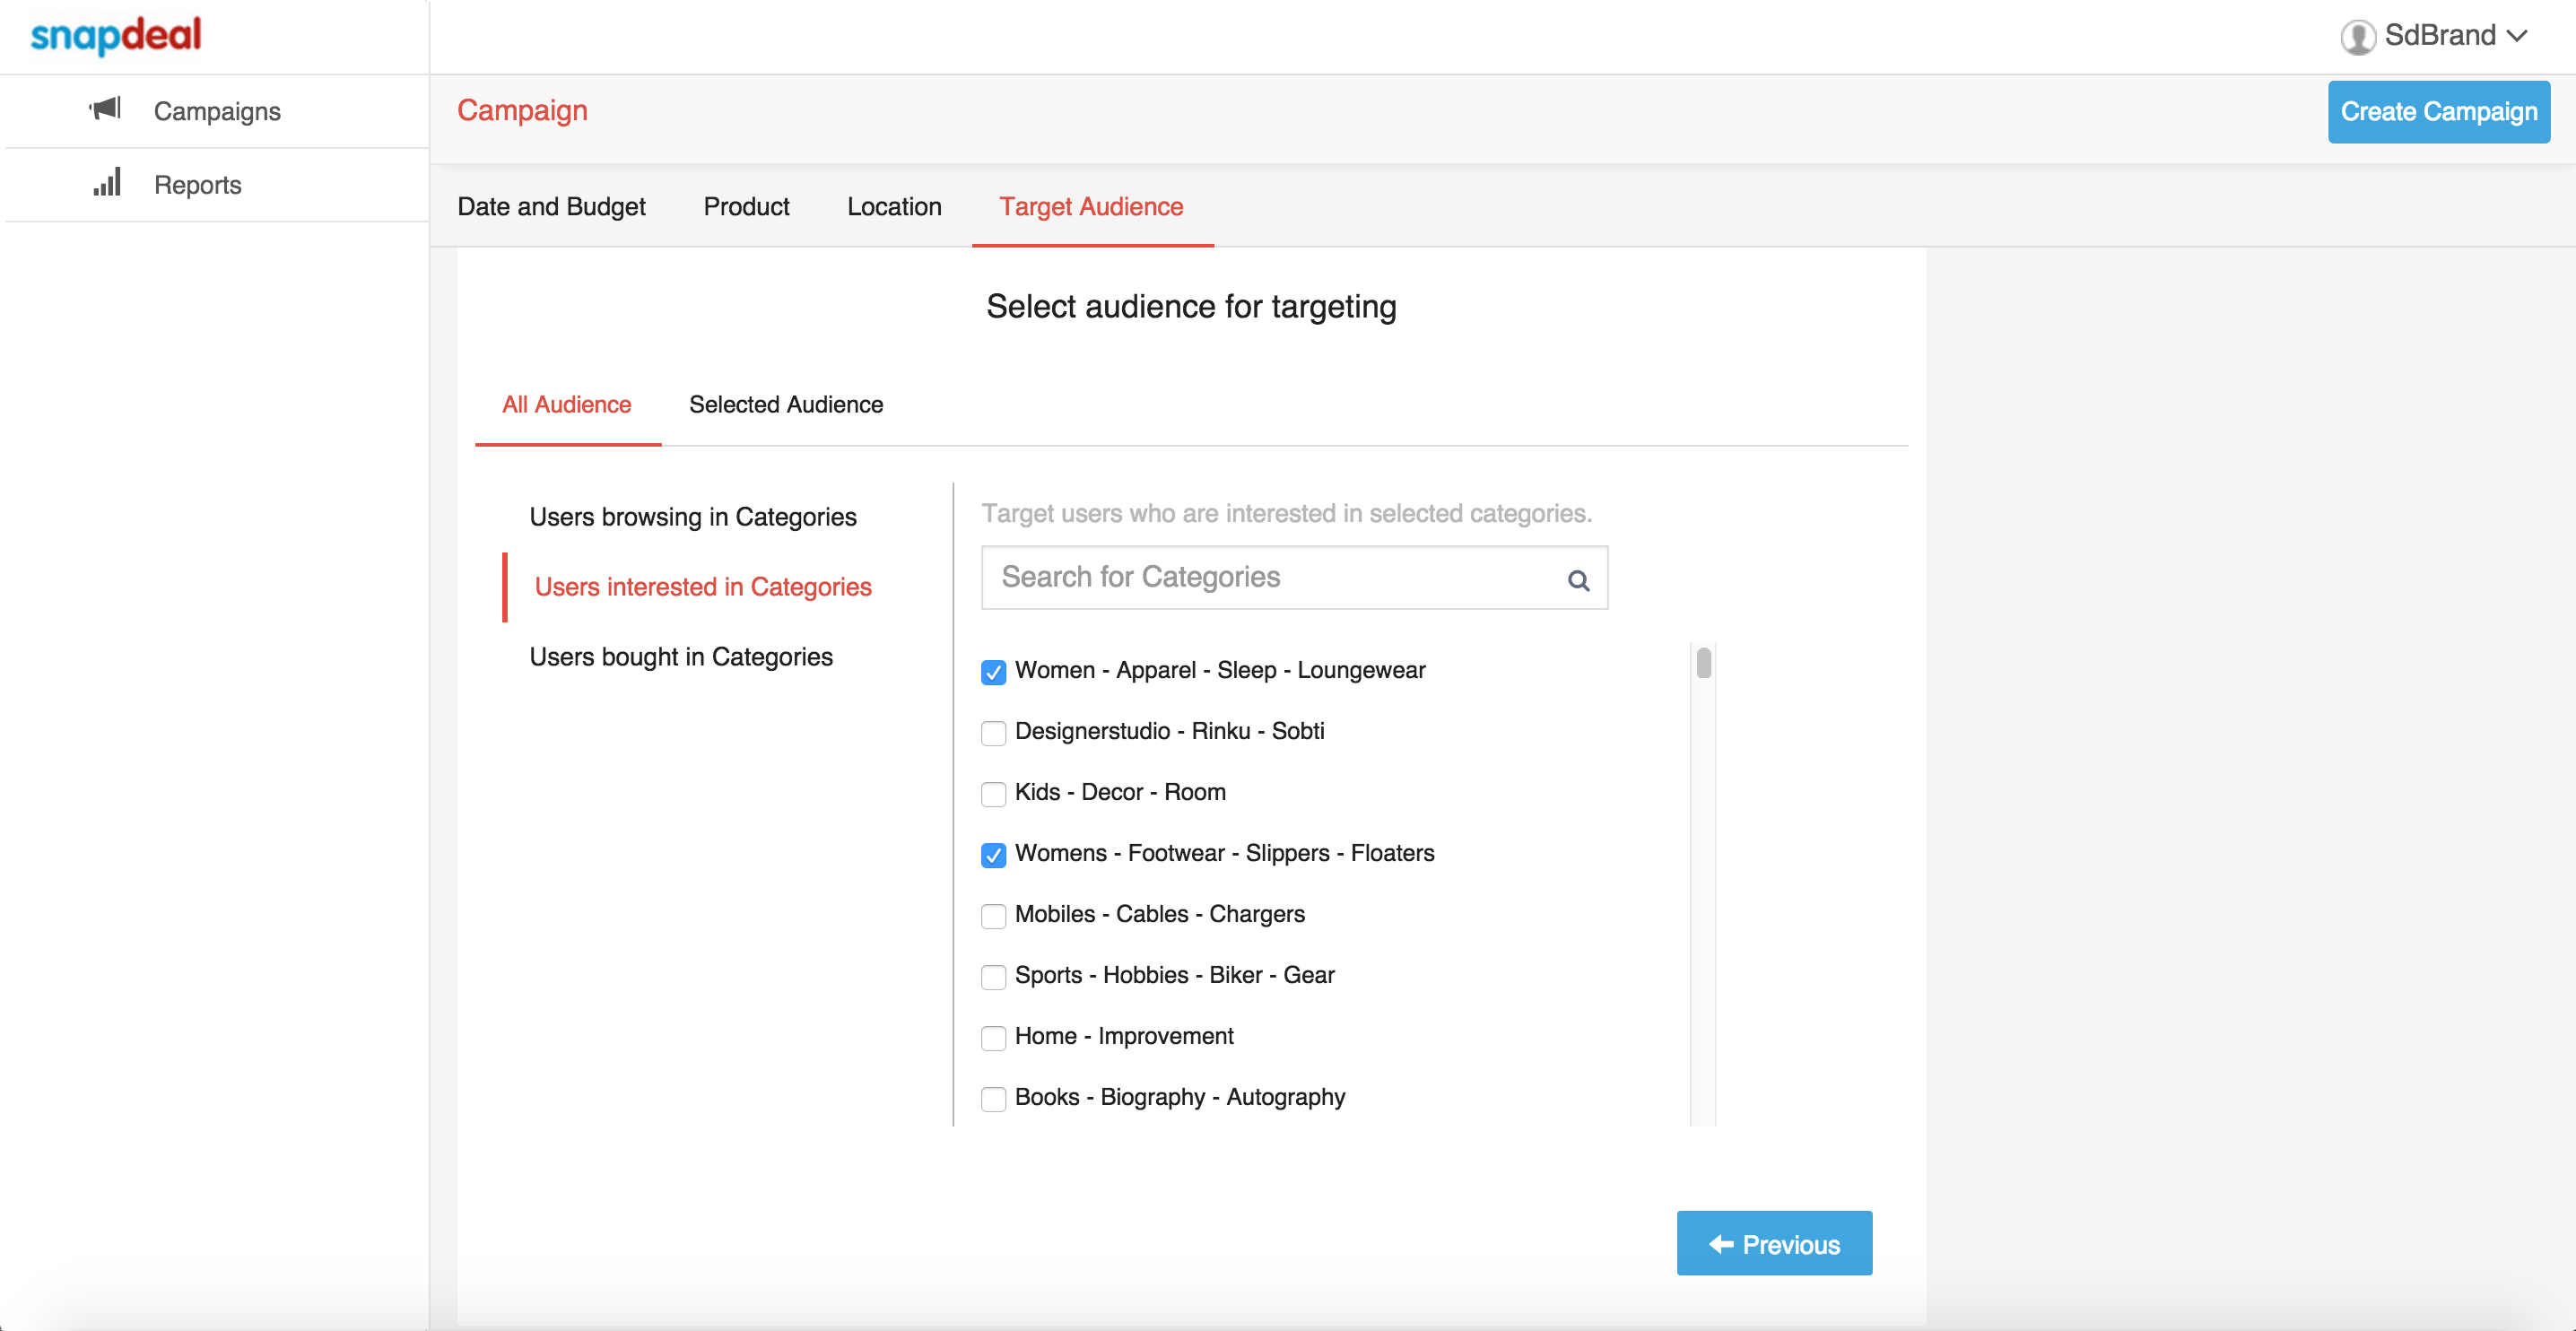 snapdeal
SdBrand
Campaigns
Reports
Campaign
Create Campaign
Date and Budget
Product
Location
Target Audience
Select audience for targeting
All Audience
Selected Audience
Users browsing in Categories
Users interested in Categories
Users bought in Categories
Target users who are interested in selected categories.
Search for Categories
Women - Apparel - Sleep - Loungewear
Designerstudio - Rinku - Sobti
Kids - Decor - Room
Womens - Footwear - Slippers - Floaters
Mobiles - Cables - Chargers
Sports - Hobbies - Biker - Gear
Home - Improvement
Books - Biography - Autography
Previous